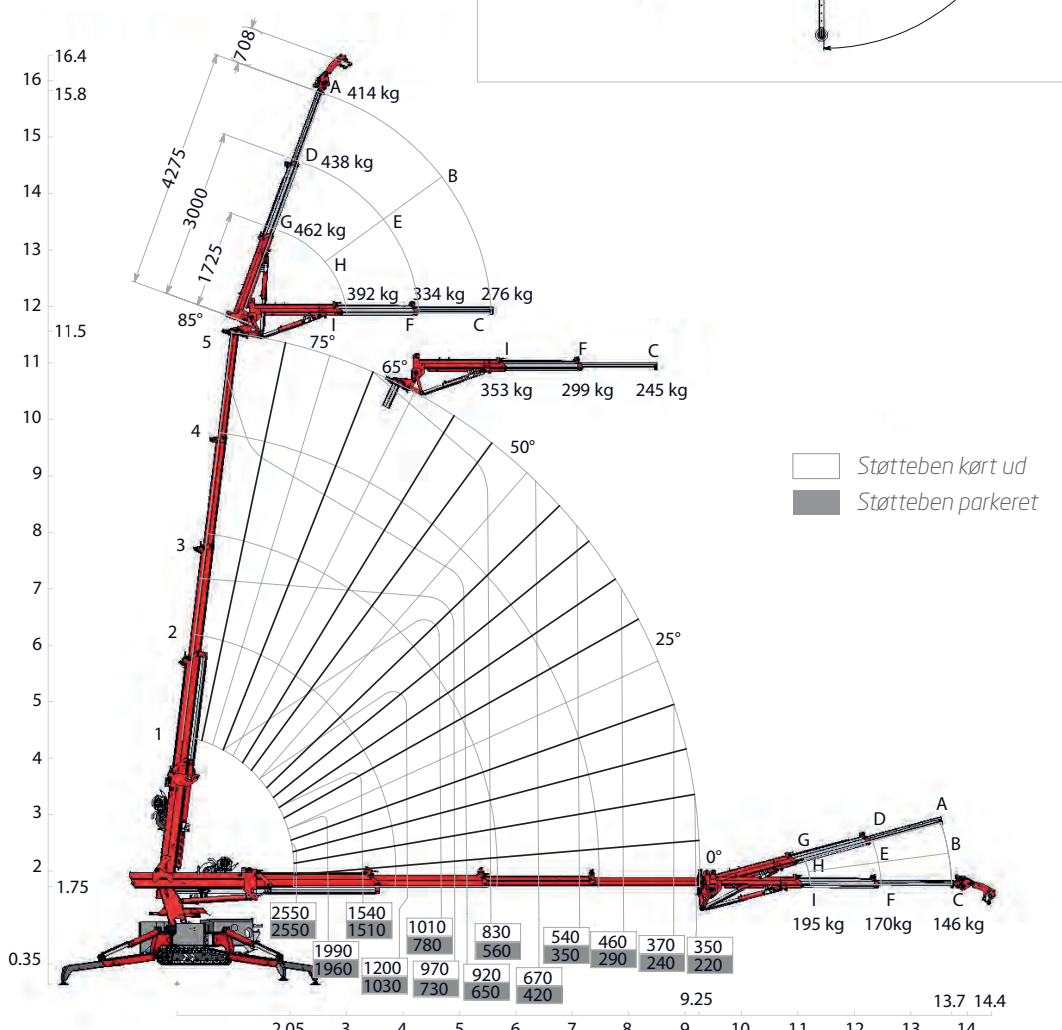 708
16.4
16
15.8
A 414 kg
15
4275
D 438 kg
3000
B
14
G 462 kg
E
13
1725
H
392 kg 334 kg 276 kg
12
85°
I F C
11.5
5
75°
65°
I F C
11
353 kg 299 kg 245 kg
10
4
50°
9
Støtteben kørt ud
Støtteben parkeret
8
3
7
2
6
25°
5
1
4
3
A
D
G
B
E
2
0°
H
1.75
I F C
195 kg 170kg 146 kg
2550
2550
1990
1960
1540
1510
1200
1030
1010
780
970
730
830
560
920
650
670
420
540
350
460
290
370
240
350
220
0.35
9.25 13.7 14.4
2.05 3 4 5 6 7 8 9 10 11 12 13 14